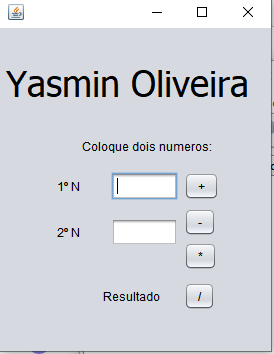 Yasmin Oliveira
Coloque dois numeros:
1º N
+
-
2º N
*
Resultado
/